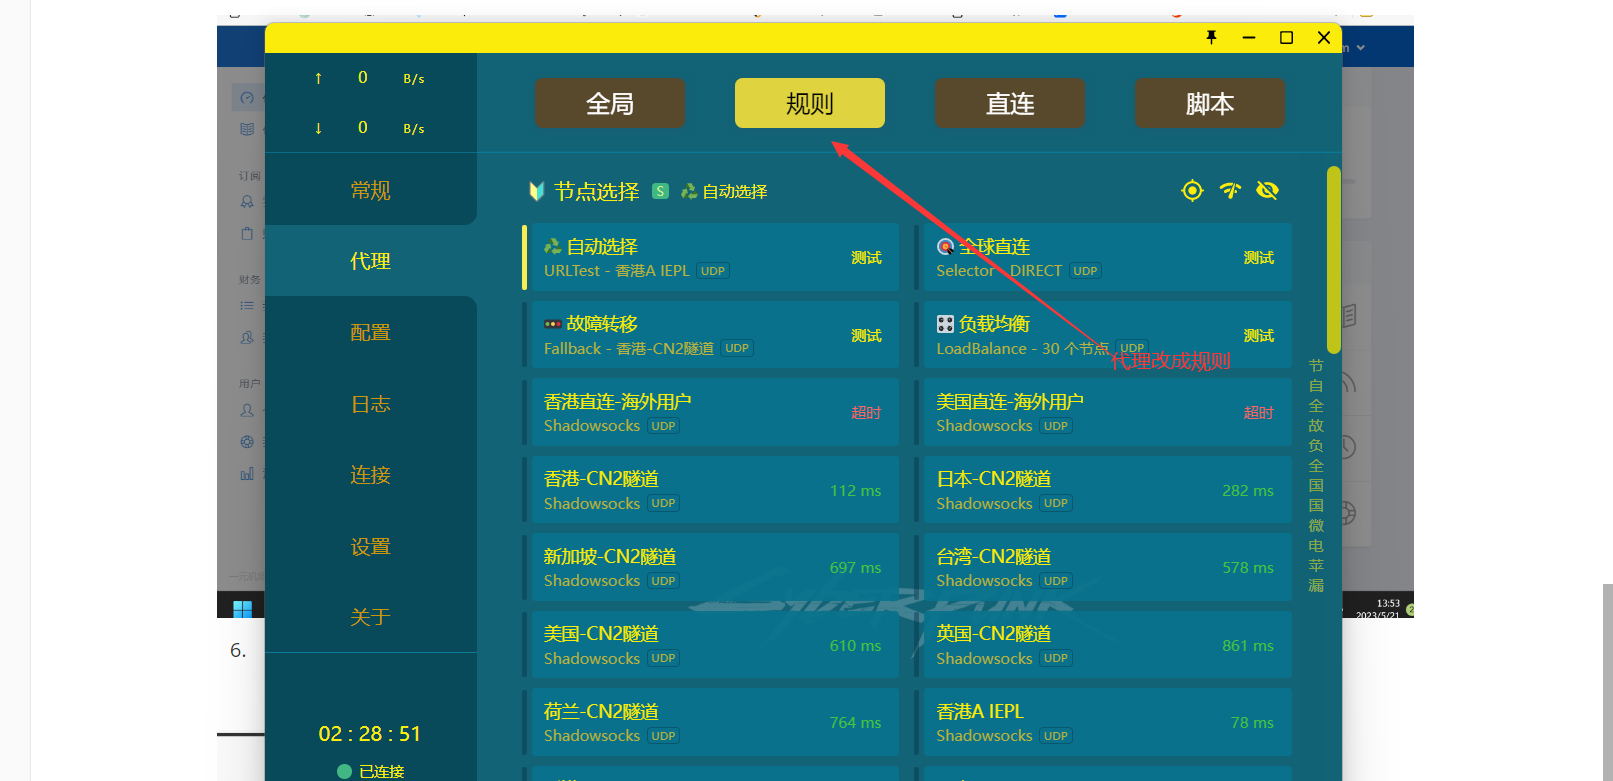 ↑ 0 B/s
↓ 0 B/s
全局
规则
直连
脚本
常规
代理
配置
日志
连接
设置
关于
02 : 28 : 51
已连接
节点选择 S 自动选择
自动选择
URLTest - 香港A IEPL UDP
测试
全球直连
Selector - DIRECT UDP
测试
故障转移
Fallback - 香港-CN2隧道 UDP
测试
负载均衡
LoadBalance - 30 个节点 UDP
测试
代理改成规则
香港直连-海外用户
Shadowsocks UDP
超时
美国直连-海外用户
Shadowsocks UDP
超时
香港-CN2隧道
Shadowsocks UDP
112 ms
日本-CN2隧道
Shadowsocks UDP
282 ms
新加坡-CN2隧道
Shadowsocks UDP
697 ms
台湾-CN2隧道
Shadowsocks UDP
578 ms
CYBERPUNK
美国-CN2隧道
Shadowsocks UDP
610 ms
英国-CN2隧道
Shadowsocks UDP
861 ms
荷兰-CN2隧道
Shadowsocks UDP
764 ms
香港A IEPL
Shadowsocks UDP
78 ms
节
自
全
故
负
全
国
国
微
电
苹
漏
订阅
财务
用户
13:53
2023/5/21
6.